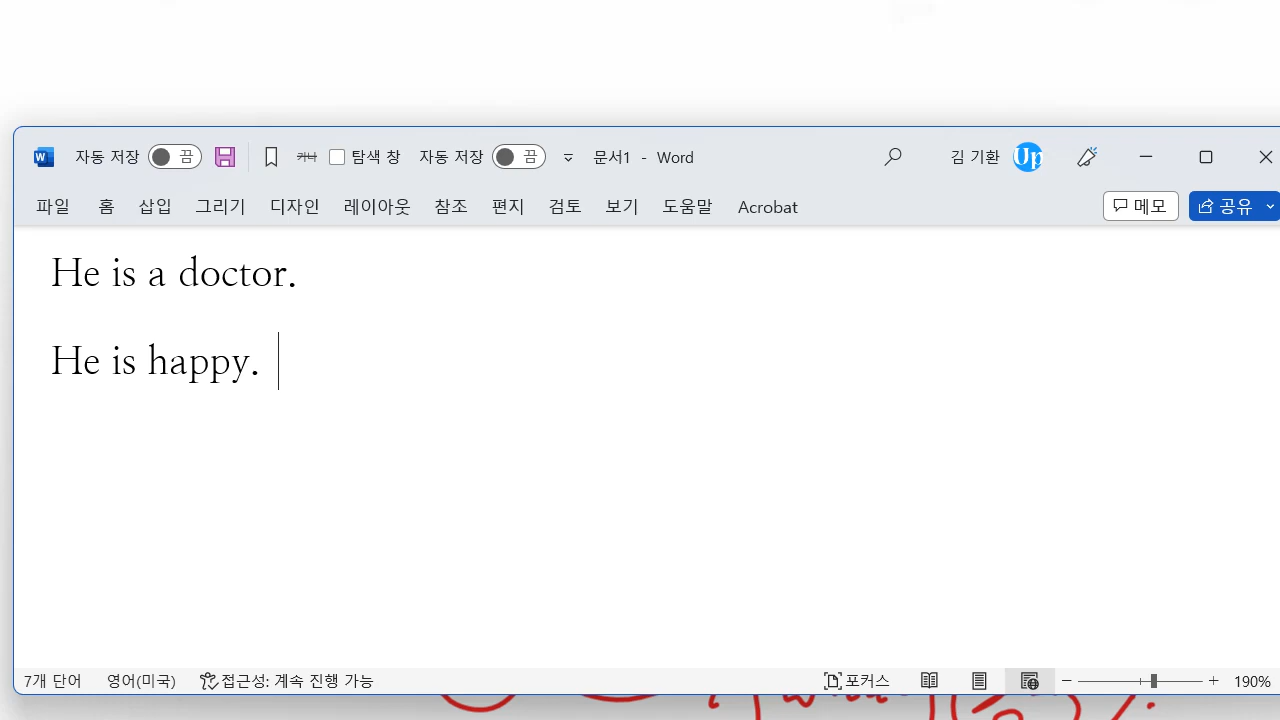 자동 저장 끔 가나 탐색 창 자동 저장 끔 문서1 - Word 김 기환 Up
파일 홈 삽입 그리기 디자인 레이아웃 참조 편지 검토 보기 도움말 Acrobat 메모 공유
He is a doctor.
He is happy.
7개 단어 영어(미국) 접근성: 계속 진행 가능 포커스 190%